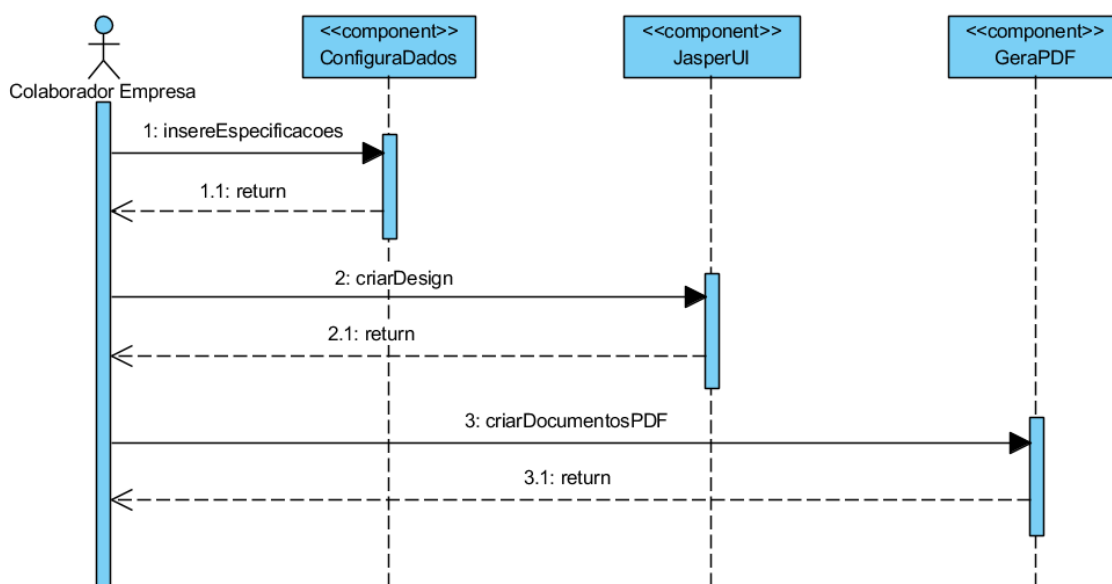 <<component>>
ConfiguraDados
<<component>>
JasperUI
<<component>>
GeraPDF
Colaborador Empresa
1: insereEspecificacoes
1.1: return
2: criarDesign
2.1: return
3: criarDocumentosPDF
3.1: return